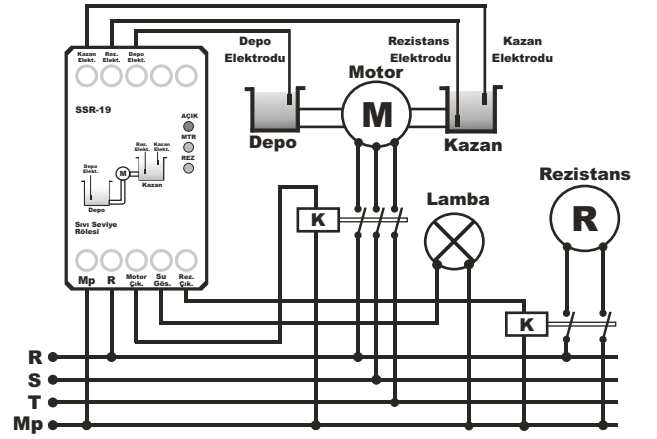 Kazan Elekt.
Rez. Elekt.
Depo Elekt.
SSR-19
AÇIK
MTR
REZ
Rez. Elekt.
Kazan Elekt.
Depo Elekt.
M
Kazan
Depo
Sıvı Seviye
Rölesi
Mp
R
Motor Çık.
Su Gös.
Rez. Çık.
Depo
Elektrodu
Rezistans
Elektrodu
Kazan
Elektrodu
Motor
M
Depo
Kazan
K
Lamba
Rezistans
R
K
R
S
T
Mp